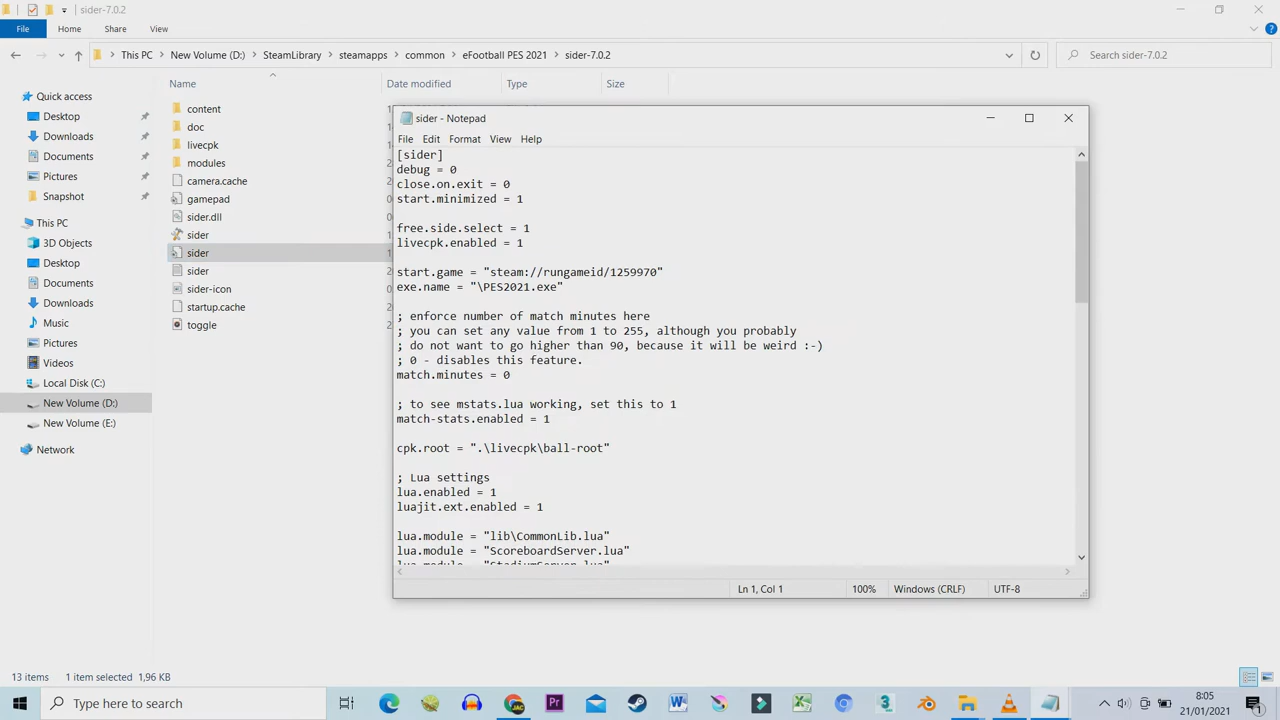 sider-7.0.2
File
Home
Share
View
This PC
New Volume (D:)
SteamLibrary
steamapps
common
eFootball PES 2021
sider-7.0.2
Search sider-7.0.2
Name
Date modified
Type
Size
Quick access
Desktop
Downloads
Documents
Pictures
Snapshot
This PC
3D Objects
Desktop
Documents
Downloads
Music
Pictures
Videos
Local Disk (C:)
New Volume (D:)
New Volume (E:)
Network
content
doc
livecpk
modules
camera.cache
gamepad
sider.dll
sider
sider
sider
sider-icon
startup.cache
toggle
sider - Notepad
File Edit Format View Help
[sider]
debug = 0
close.on.exit = 0
start.minimized = 1
free.side.select = 1
livecpk.enabled = 1
start.game = "steam://rungameid/1259970"
exe.name = "\PES2021.exe"
; enforce number of match minutes here
; you can set any value from 1 to 255, although you probably
; do not want to go higher than 90, because it will be weird :-)
; 0 - disables this feature.
match.minutes = 0
; to see mstats.lua working, set this to 1
match-stats.enabled = 1
cpk.root = ".\livecpk\ball-root"
; Lua settings
lua.enabled = 1
luajit.ext.enabled = 1
lua.module = "lib\CommonLib.lua"
lua.module = "ScoreboardServer.lua"
lua.module = "StadiumServer.lua"
Ln 1, Col 1
100%
Windows (CRLF)
UTF-8
13 items
1 item selected 1,96 KB
Type here to search
8:05
21/01/2021